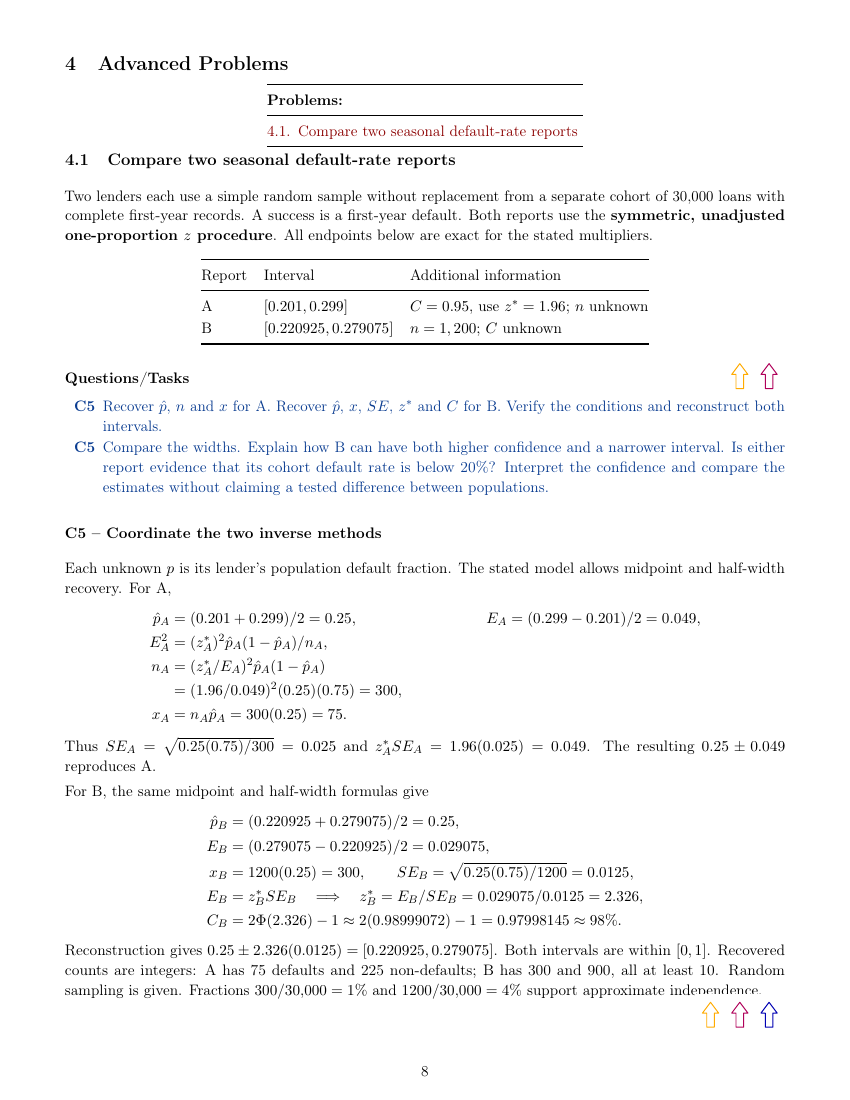 4 Advanced Problems
Problems:
4.1. Compare two seasonal default-rate reports
4.1 Compare two seasonal default-rate reports
Two lenders each use a simple random sample without replacement from a separate cohort of 30,000 loans with
complete first-year records. A success is a first-year default. Both reports use the symmetric, unadjusted
one-proportion z procedure. All endpoints below are exact for the stated multipliers.
Report Interval Additional information
A [0.201, 0.299] C = 0.95, use z* = 1.96; n unknown
B [0.220925, 0.279075] n = 1, 200; C unknown
Questions/Tasks
C5 Recover p̂, n and x for A. Recover p̂, x, SE, z* and C for B. Verify the conditions and reconstruct both
intervals.
C5 Compare the widths. Explain how B can have both higher confidence and a narrower interval. Is either
report evidence that its cohort default rate is below 20%? Interpret the confidence and compare the
estimates without claiming a tested difference between populations.
C5 – Coordinate the two inverse methods
Each unknown p is its lender's population default fraction. The stated model allows midpoint and half-width
recovery. For A,
p̂_A = (0.201 + 0.299)/2 = 0.25, E_A = (0.299 − 0.201)/2 = 0.049,
E_A^2 = (z_A^*)^2 p̂_A(1 − p̂_A)/n_A,
n_A = (z_A^*/E_A)^2 p̂_A(1 − p̂_A)
= (1.96/0.049)^2(0.25)(0.75) = 300,
x_A = n_A p̂_A = 300(0.25) = 75.
Thus SE_A = √0.25(0.75)/300 = 0.025 and z_A^* SE_A = 1.96(0.025) = 0.049. The resulting 0.25 ± 0.049
reproduces A.
For B, the same midpoint and half-width formulas give
p̂_B = (0.220925 + 0.279075)/2 = 0.25,
E_B = (0.279075 − 0.220925)/2 = 0.029075,
x_B = 1200(0.25) = 300, SE_B = √0.25(0.75)/1200 = 0.0125,
E_B = z_B^* SE_B ⟹ z_B^* = E_B/SE_B = 0.029075/0.0125 = 2.326,
C_B = 2Φ(2.326) − 1 ≈ 2(0.98999072) − 1 = 0.97998145 ≈ 98%.
Reconstruction gives 0.25 ± 2.326(0.0125) = [0.220925, 0.279075]. Both intervals are within [0, 1]. Recovered
counts are integers: A has 75 defaults and 225 non-defaults; B has 300 and 900, all at least 10. Random
sampling is given. Fractions 300/30,000 = 1% and 1200/30,000 = 4% support approximate independence.
8